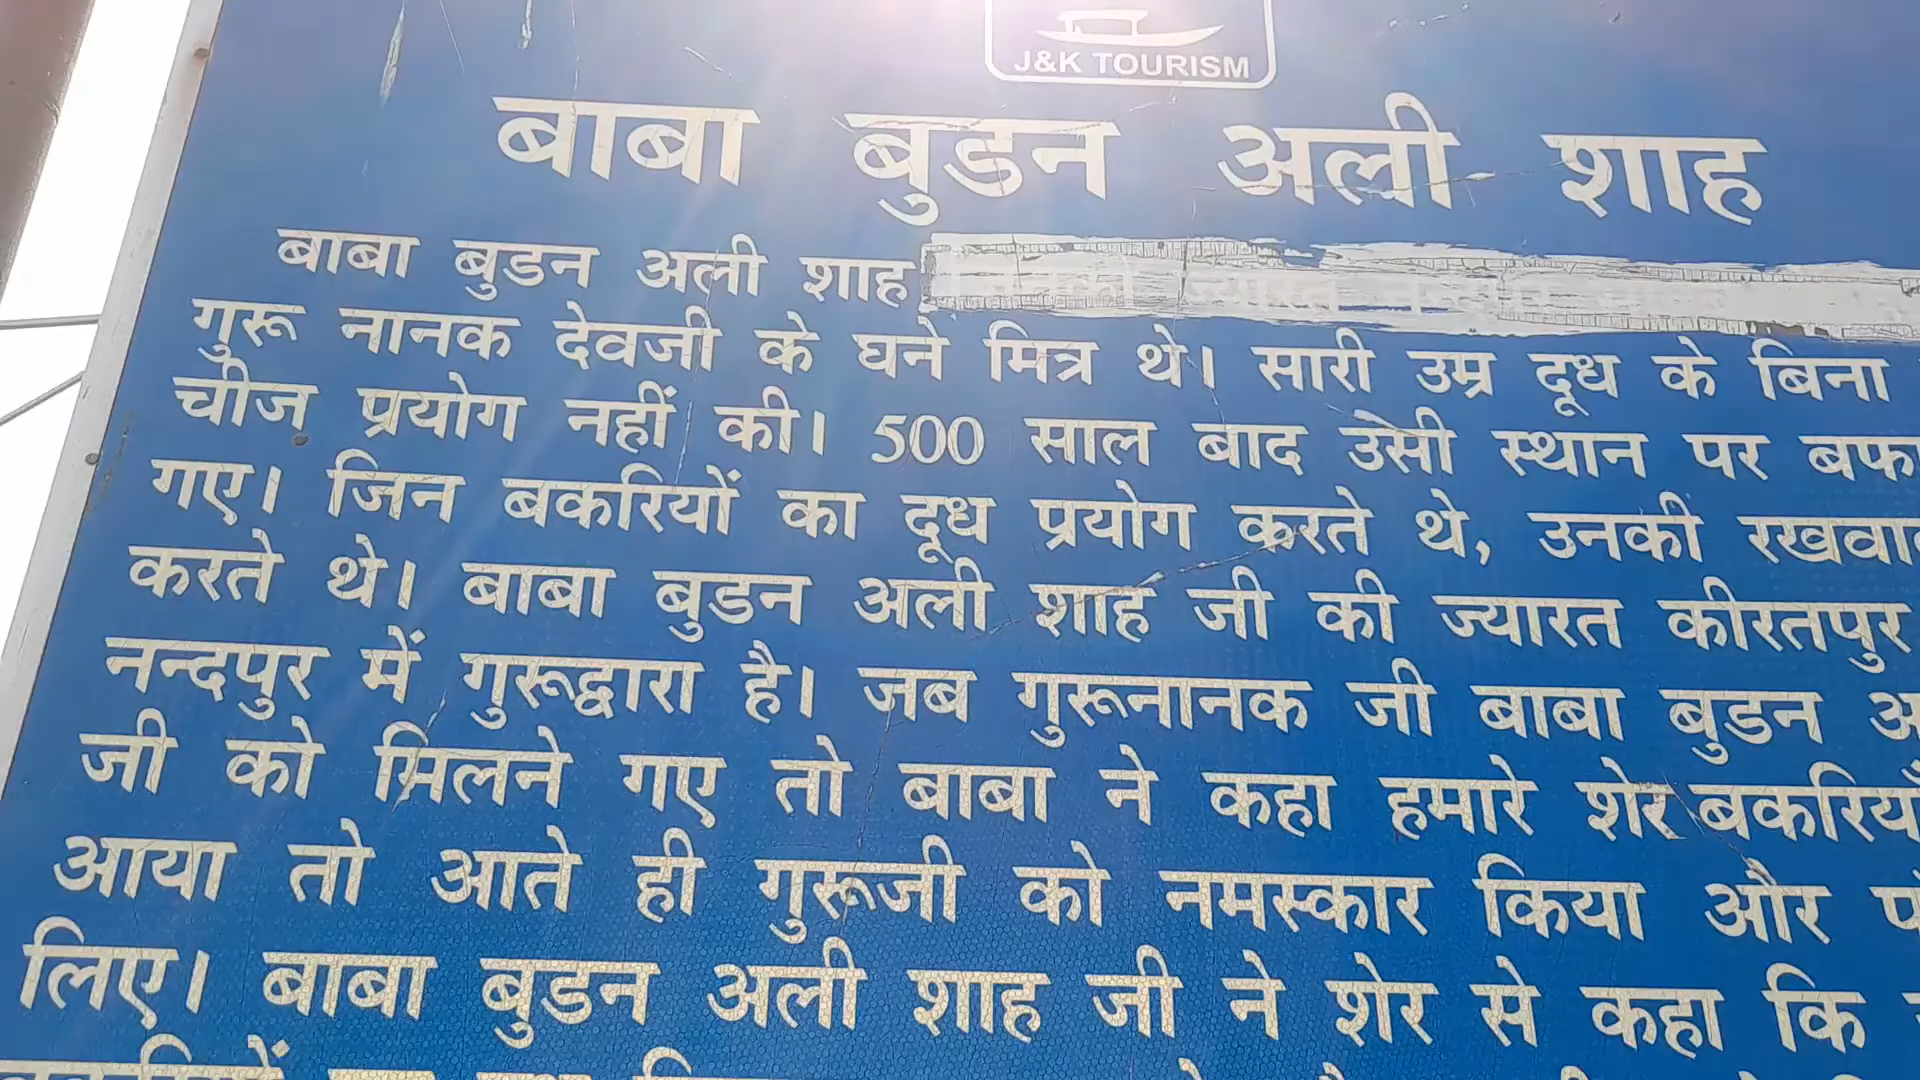 J&K TOURISM
बाबा बुडन अली शाह
बाबा बुडन अली शाह
गुरू नानक देवजी के घने मित्र थे। सारी उम्र दूध के बिना
चीज़ प्रयोग नहीं की। 500 साल बाद उसी स्थान पर
गए। जिन बकरियों का दूध प्रयोग करते थे, उनकी
करते थे। बाबा बुडन अली शाह जी की ज्यारत कीरतपुर
नन्दपुर में गुरूद्वारा है। जब गुरूनानक जी बाबा बुडन
जी को मिलने गए तो बाबा ने कहा हमारे शेर बकरियाँ
आया तो आते ही गुरूजी को नमस्कार किया और
लिए। बाबा बुडन अली शाह जी ने शेर से कहा कि